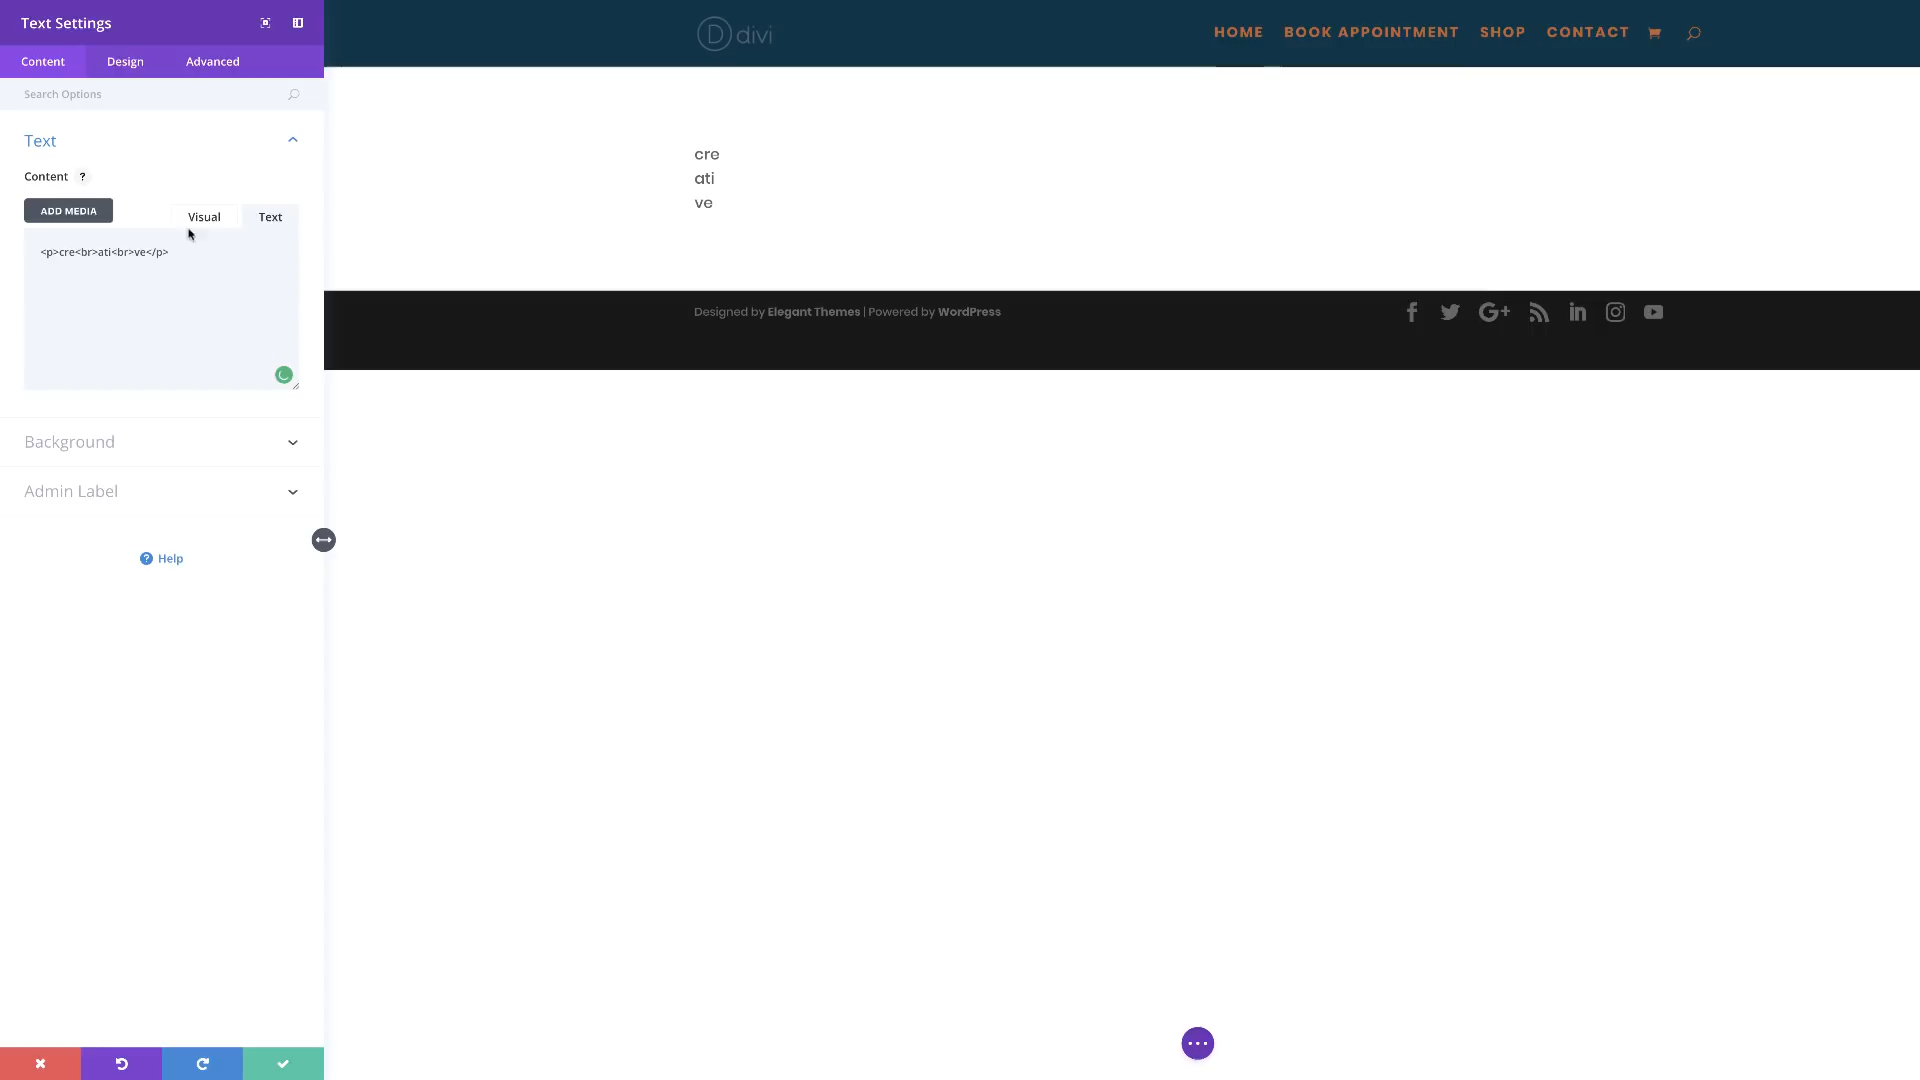 Text Settings
Content Design Advanced
Search Options
Text
Content ?
ADD MEDIA
Visual Text
<p>cre<br>ati<br>ve</p>
Background
Admin Label
? Help
D divi
HOME BOOK APPOINTMENT SHOP CONTACT
cre
ati
ve
Designed by Elegant Themes | Powered by WordPress